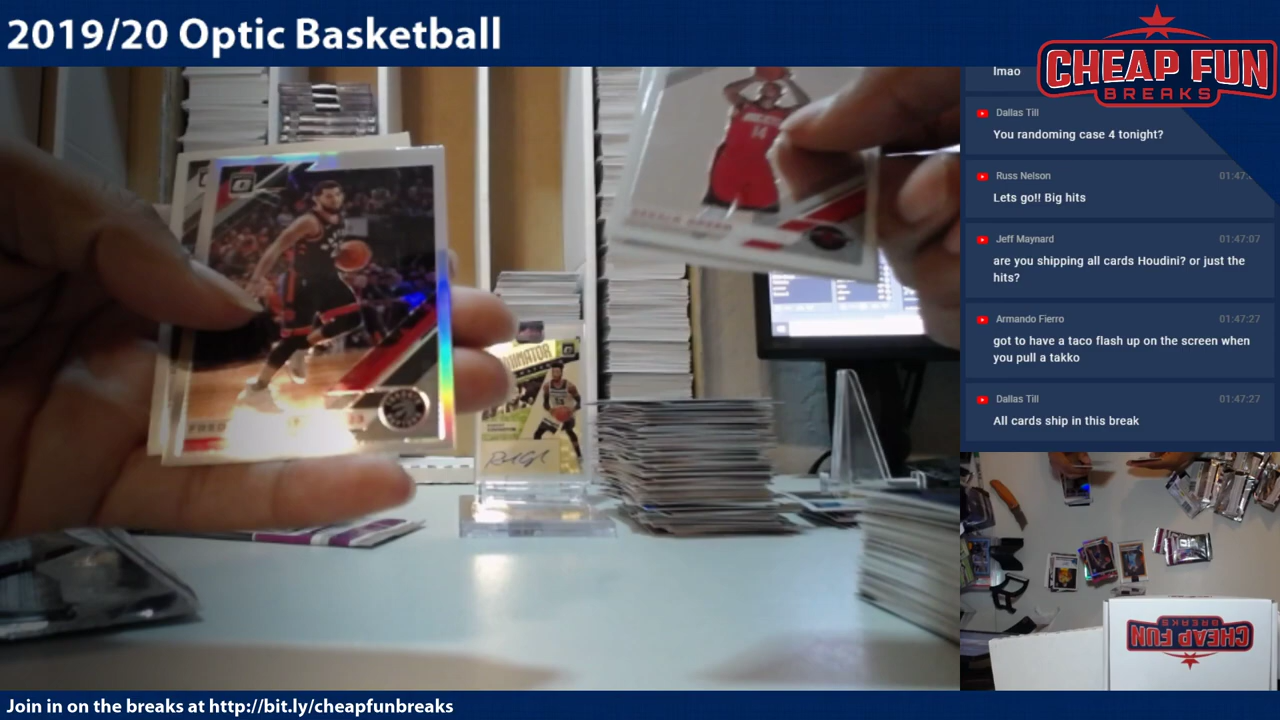 2019/20 Optic Basketball
CHEAP FUN
BREAKS
lmao
Dallas Till
You randoming case 4 tonight?
Russ Nelson
01:47:
Lets go!! Big hits
Jeff Maynard
01:47:07
are you shipping all cards Houdini? or just the
hits?
Armando Fierro
01:47:27
got to have a taco flash up on the screen when
you pull a takko
Dallas Till
01:47:27
All cards ship in this break
14
FRED
CHEAP FUN
BREAKS
Join in on the breaks at http://bit.ly/cheapfunbreaks